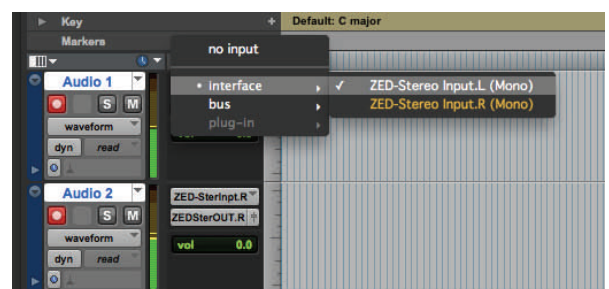 Key
+
Default: C major
Markers
no input
Audio 1
• interface
✓ ZED-Stereo Input.L (Mono)
S M
bus
ZED-Stereo Input.R (Mono)
waveform
plug-in
dyn read
Audio 2
ZED-SterInpt.R
S M
ZEDSterOUT.R
waveform
vol 0.0
dyn read